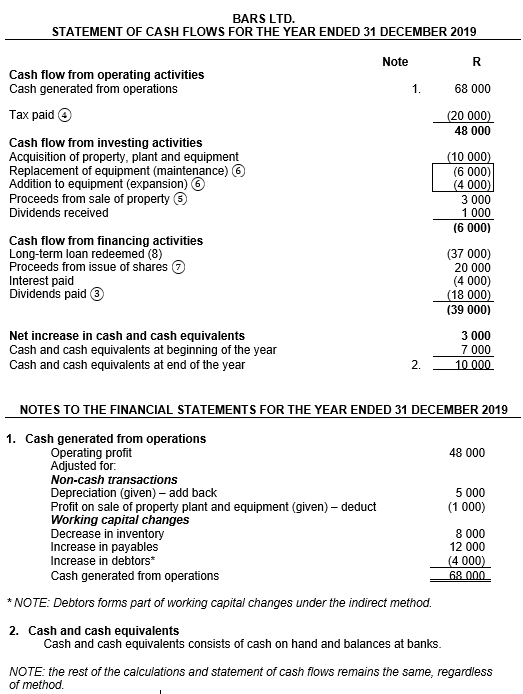 BARS LTD.
STATEMENT OF CASH FLOWS FOR THE YEAR ENDED 31 DECEMBER 2019
Note R
Cash flow from operating activities
Cash generated from operations 1. 68 000
Tax paid ④ (20 000)
48 000
Cash flow from investing activities
Acquisition of property, plant and equipment (10 000)
Replacement of equipment (maintenance) ⑥ (6 000)
Addition to equipment (expansion) ⑥ (4 000)
Proceeds from sale of property ⑤ 3 000
Dividends received 1 000
(6 000)
Cash flow from financing activities
Long-term loan redeemed (8) (37 000)
Proceeds from issue of shares ⑦ 20 000
Interest paid (4 000)
Dividends paid ③ (18 000)
(39 000)
Net increase in cash and cash equivalents 3 000
Cash and cash equivalents at beginning of the year 7 000
Cash and cash equivalents at end of the year 2. 10 000
NOTES TO THE FINANCIAL STATEMENTS FOR THE YEAR ENDED 31 DECEMBER 2019
1. Cash generated from operations
Operating profit 48 000
Adjusted for:
Non-cash transactions
Depreciation (given) – add back 5 000
Profit on sale of property plant and equipment (given) – deduct (1 000)
Working capital changes
Decrease in inventory 8 000
Increase in payables 12 000
Increase in debtors* (4 000)
Cash generated from operations 68 000
* NOTE: Debtors forms part of working capital changes under the indirect method.
2. Cash and cash equivalents
Cash and cash equivalents consists of cash on hand and balances at banks.
NOTE: the rest of the calculations and statement of cash flows remains the same, regardless
of method.